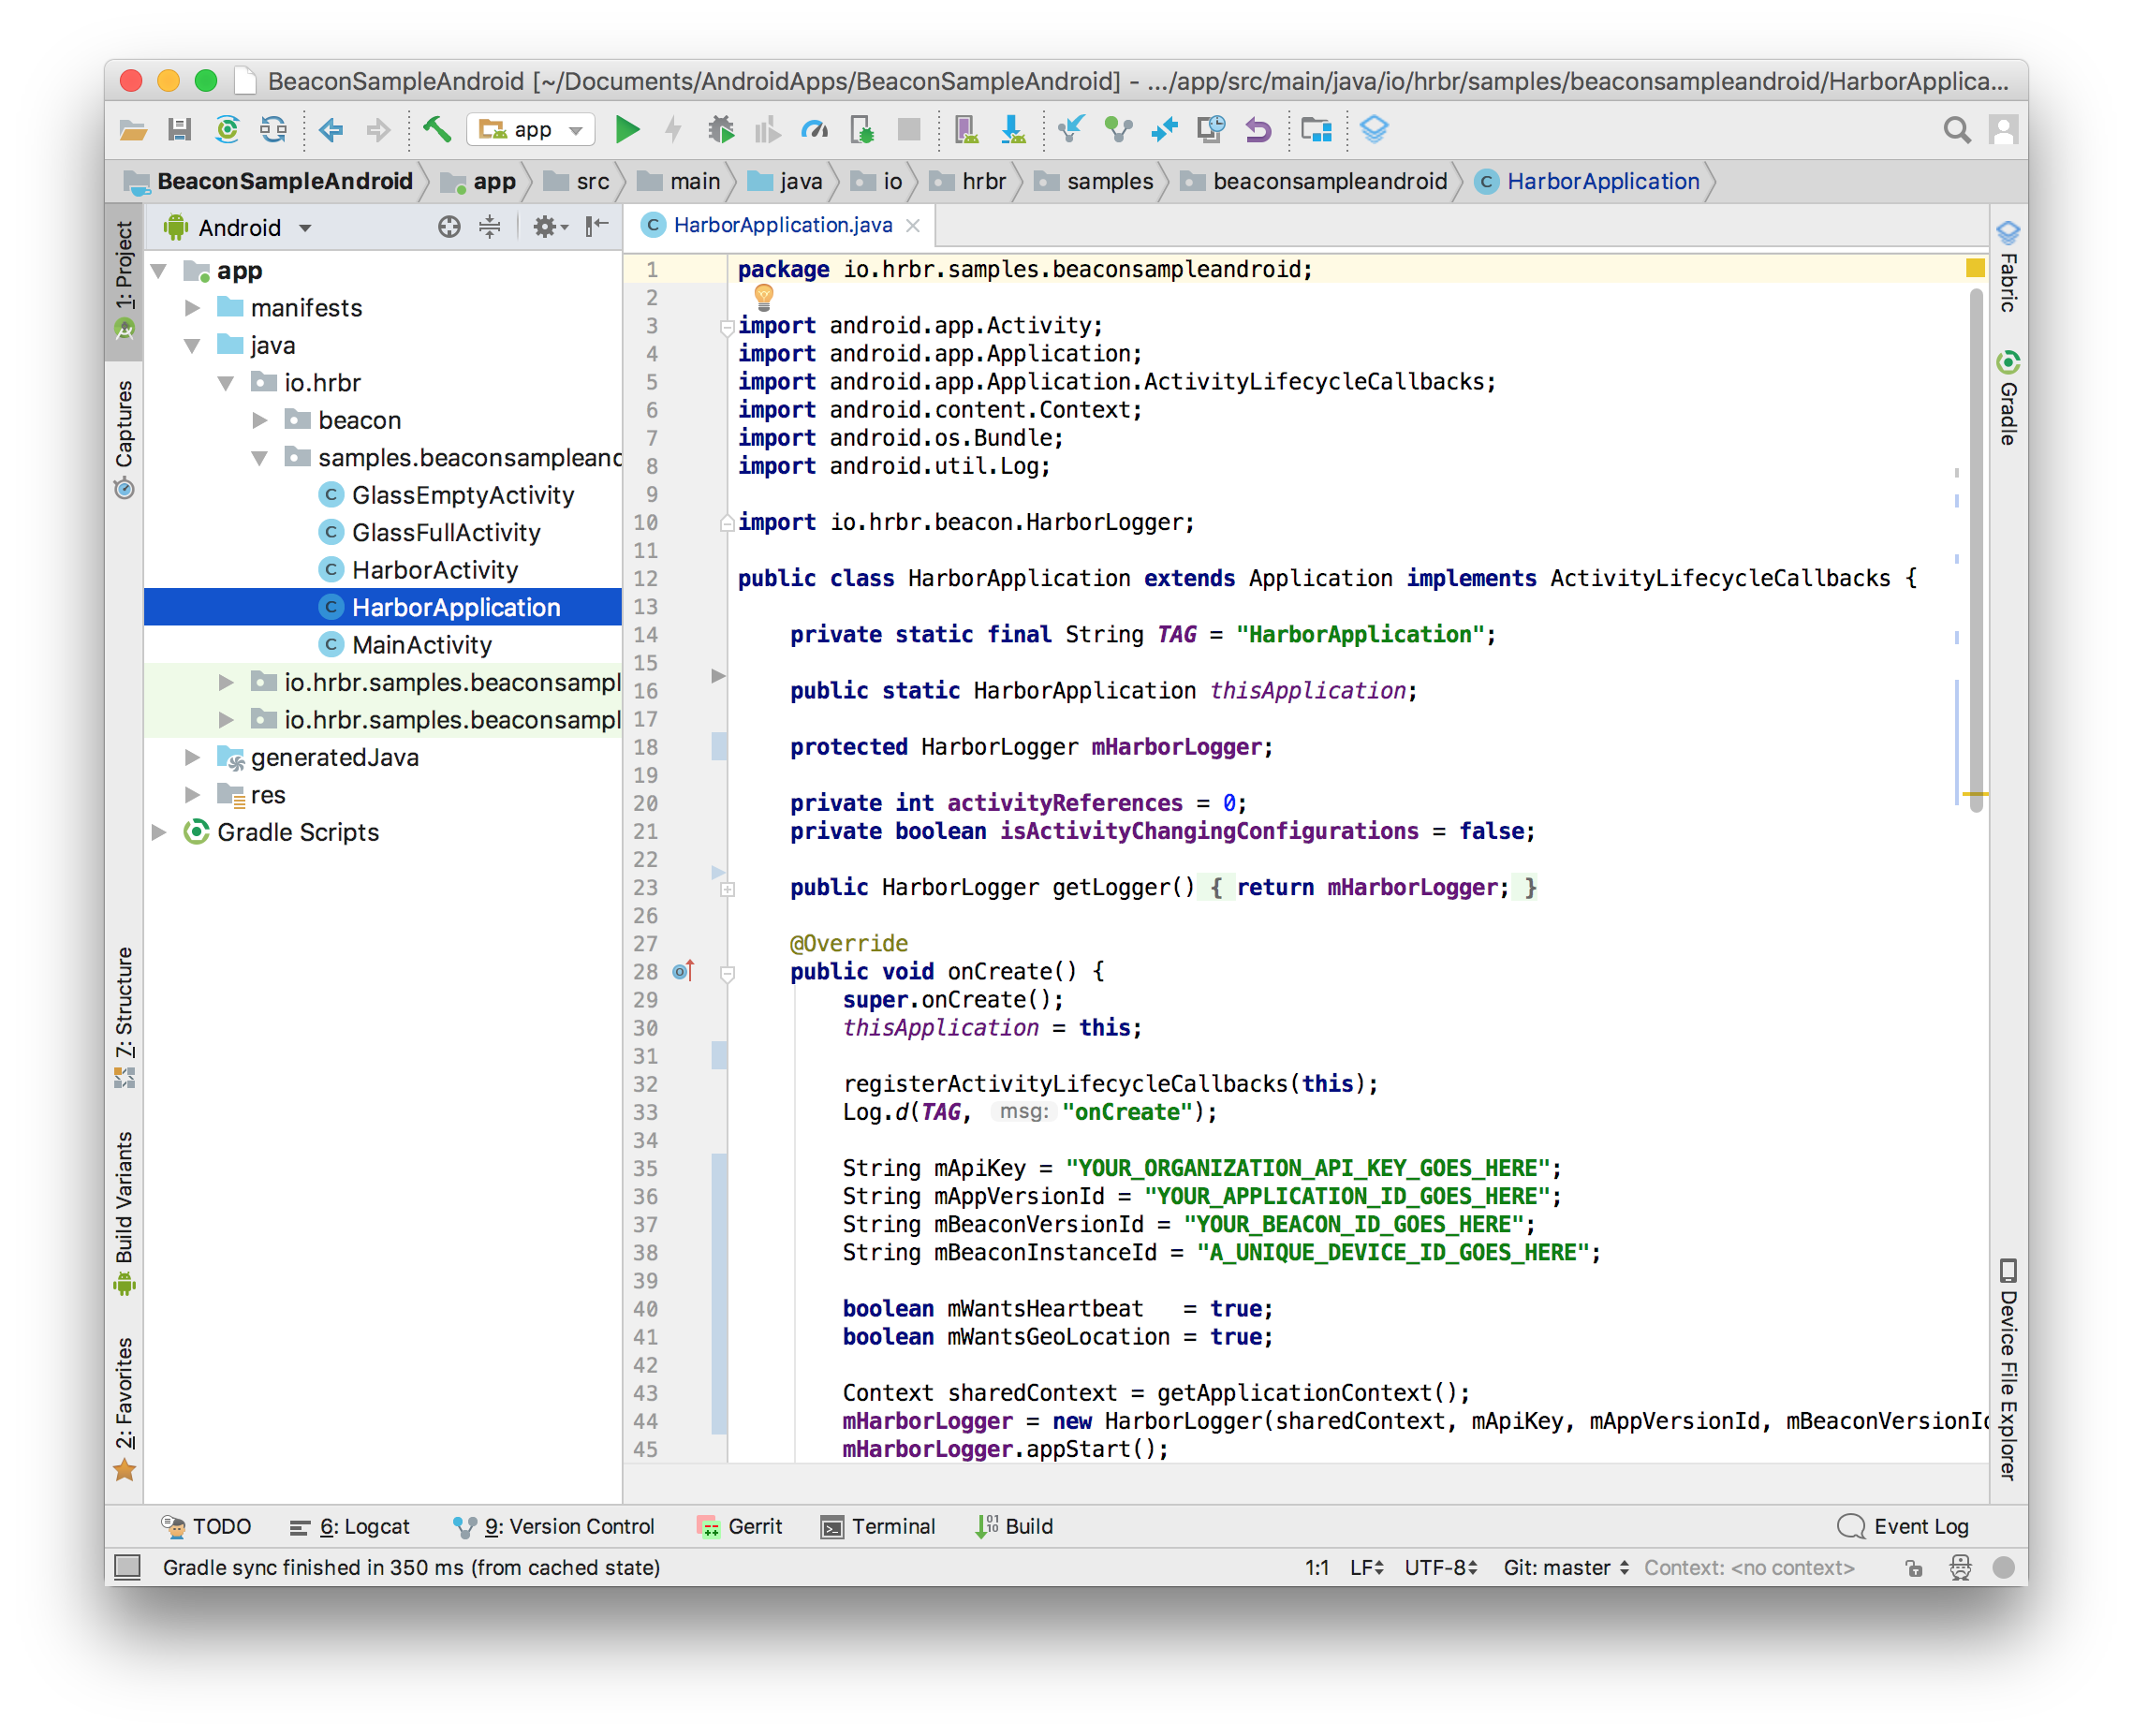 BeaconSampleAndroid [~/Documents/AndroidApps/BeaconSampleAndroid] - .../app/src/main/java/io/hrbr/samples/beaconsampleandroid/HarborApplica...
app
BeaconSampleAndroid app src main java io hrbr samples beaconsampleandroid C HarborApplication
1: Project
Captures
7: Structure
Build Variants
2: Favorites
Android
app
manifests
java
io.hrbr
beacon
samples.beaconsampleand
C GlassEmptyActivity
C GlassFullActivity
C HarborActivity
C HarborApplication
C MainActivity
io.hrbr.samples.beaconsampl
io.hrbr.samples.beaconsampl
generatedJava
res
Gradle Scripts
C HarborApplication.java
1 package io.hrbr.samples.beaconsampleandroid;
2
3 import android.app.Activity;
4 import android.app.Application;
5 import android.app.Application.ActivityLifecycleCallbacks;
6 import android.content.Context;
7 import android.os.Bundle;
8 import android.util.Log;
9
10 import io.hrbr.beacon.HarborLogger;
11
12 public class HarborApplication extends Application implements ActivityLifecycleCallbacks {
13
14 private static final String TAG = "HarborApplication";
15
16 public static HarborApplication thisApplication;
17
18 protected HarborLogger mHarborLogger;
19
20 private int activityReferences = 0;
21 private boolean isActivityChangingConfigurations = false;
22
23 public HarborLogger getLogger() { return mHarborLogger; }
26
27 @Override
28 public void onCreate() {
29 super.onCreate();
30 thisApplication = this;
31
32 registerActivityLifecycleCallbacks(this);
33 Log.d(TAG, msg: "onCreate");
34
35 String mApiKey = "YOUR_ORGANIZATION_API_KEY_GOES_HERE";
36 String mAppVersionId = "YOUR_APPLICATION_ID_GOES_HERE";
37 String mBeaconVersionId = "YOUR_BEACON_ID_GOES_HERE";
38 String mBeaconInstanceId = "A_UNIQUE_DEVICE_ID_GOES_HERE";
39
40 boolean mWantsHeartbeat = true;
41 boolean mWantsGeoLocation = true;
42
43 Context sharedContext = getApplicationContext();
44 mHarborLogger = new HarborLogger(sharedContext, mApiKey, mAppVersionId, mBeaconVersionId
45 mHarborLogger.appStart();
Fabric
Gradle
Device File Explorer
TODO 6: Logcat 9: Version Control Gerrit Terminal Build Event Log
Gradle sync finished in 350 ms (from cached state) 1:1 LF UTF-8 Git: master Context: <no context>